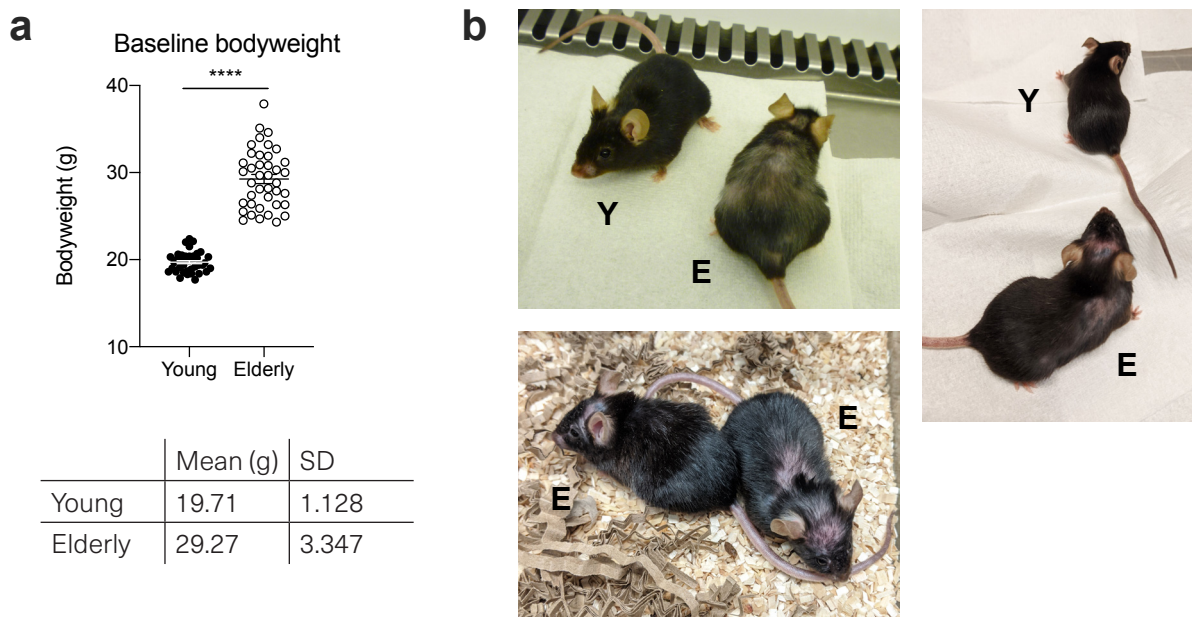 a
Baseline bodyweight
****
40
30
20
10
Bodyweight (g)
Young Elderly
Mean (g) SD
Young 19.71 1.128
Elderly 29.27 3.347
b
Y
E
Y
E
E
E